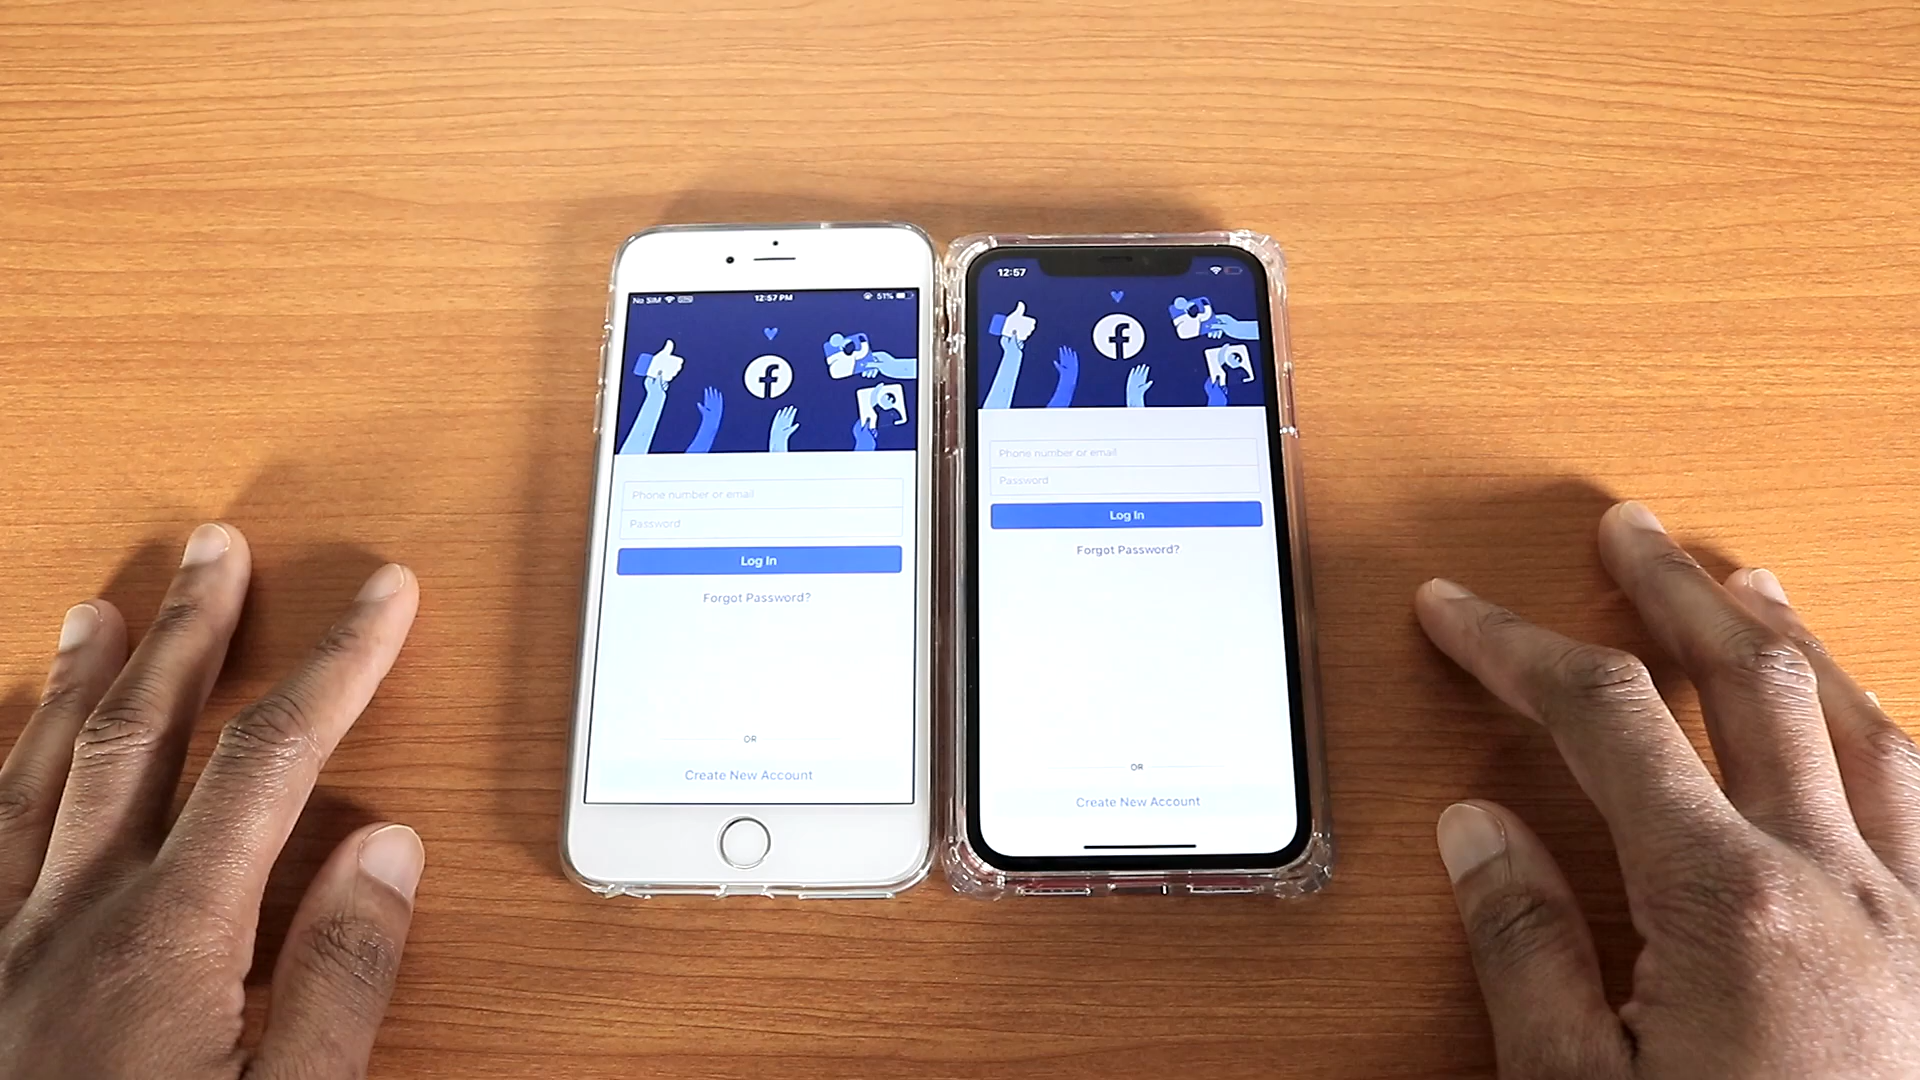 No SIM VPN 12:57 PM 51%
Phone number or email
Password
Log In
Forgot Password?
OR
Create New Account
12:57
Phone number or email
Password
Log In
Forgot Password?
OR
Create New Account